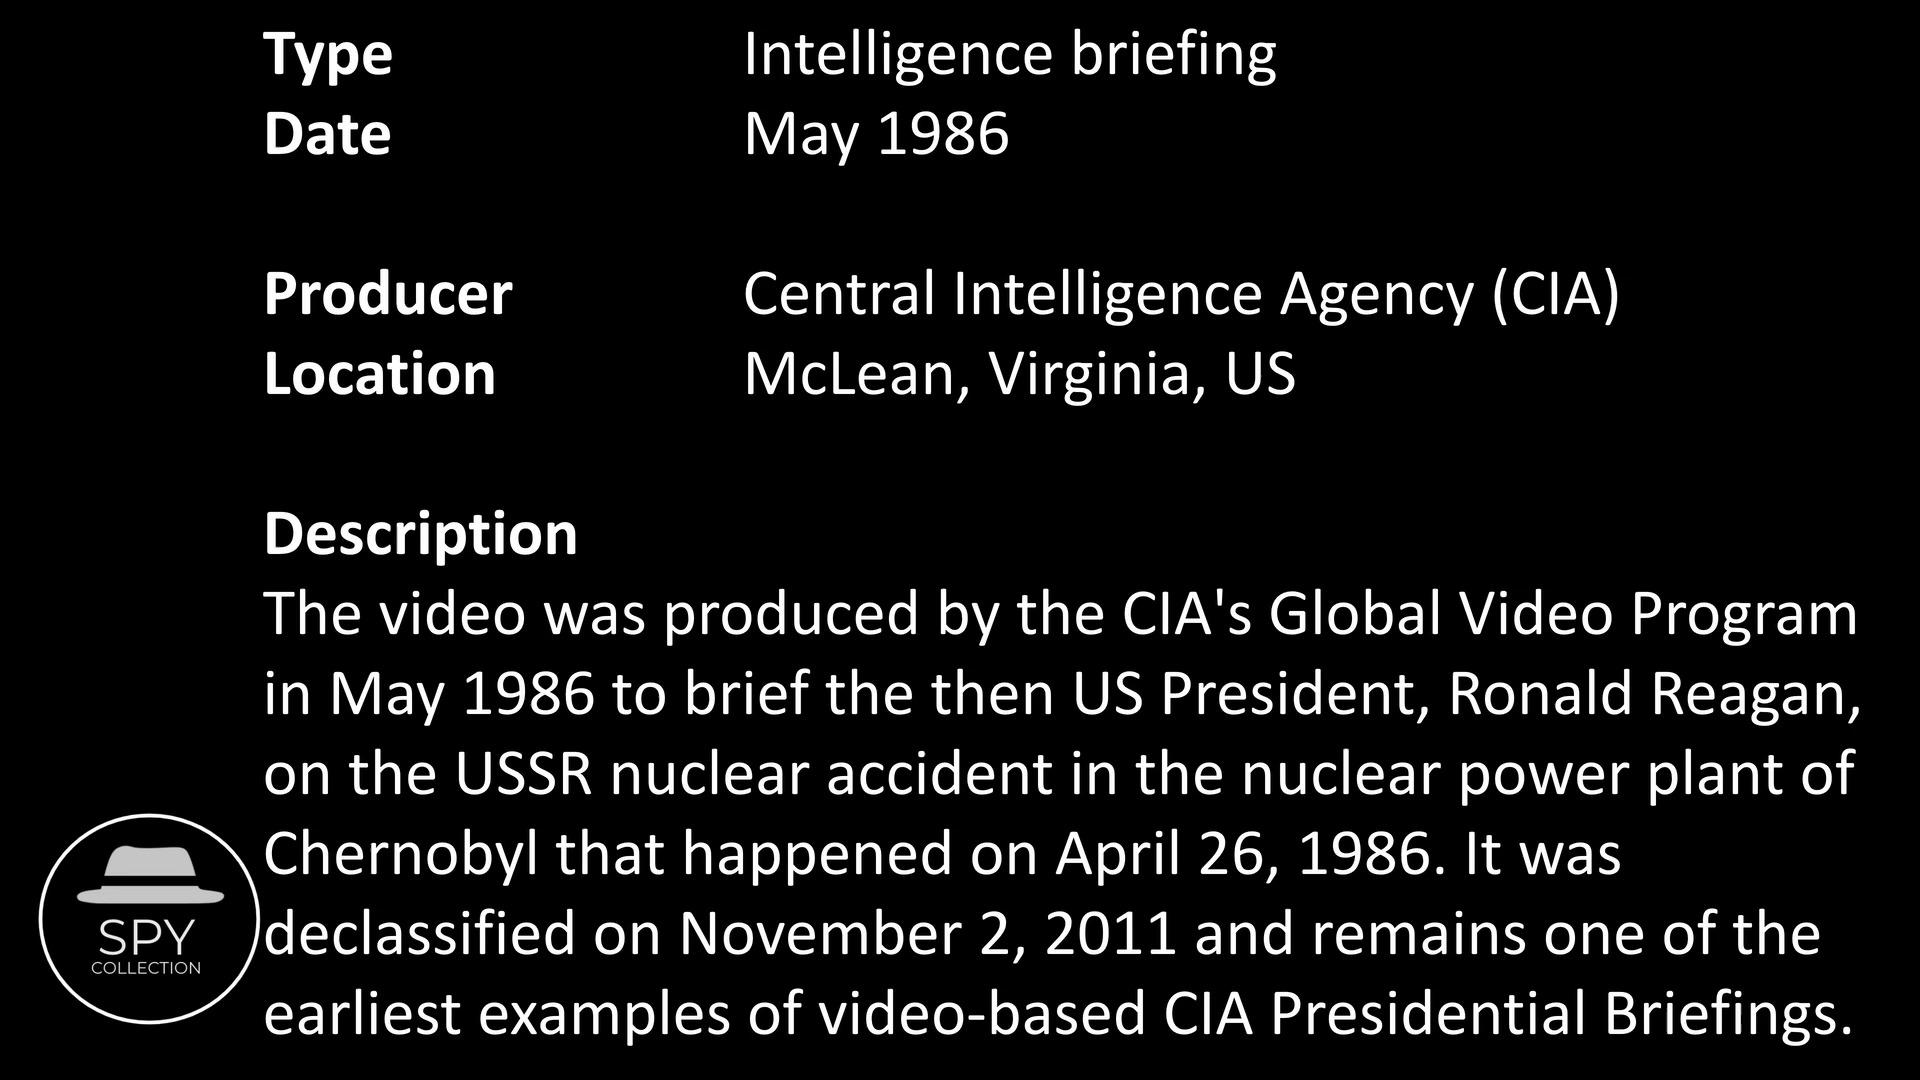 Type Intelligence briefing
Date May 1986
Producer Central Intelligence Agency (CIA)
Location McLean, Virginia, US
Description
The video was produced by the CIA's Global Video Program
in May 1986 to brief the then US President, Ronald Reagan,
on the USSR nuclear accident in the nuclear power plant of
Chernobyl that happened on April 26, 1986. It was
declassified on November 2, 2011 and remains one of the
earliest examples of video-based CIA Presidential Briefings.
SPY
COLLECTION